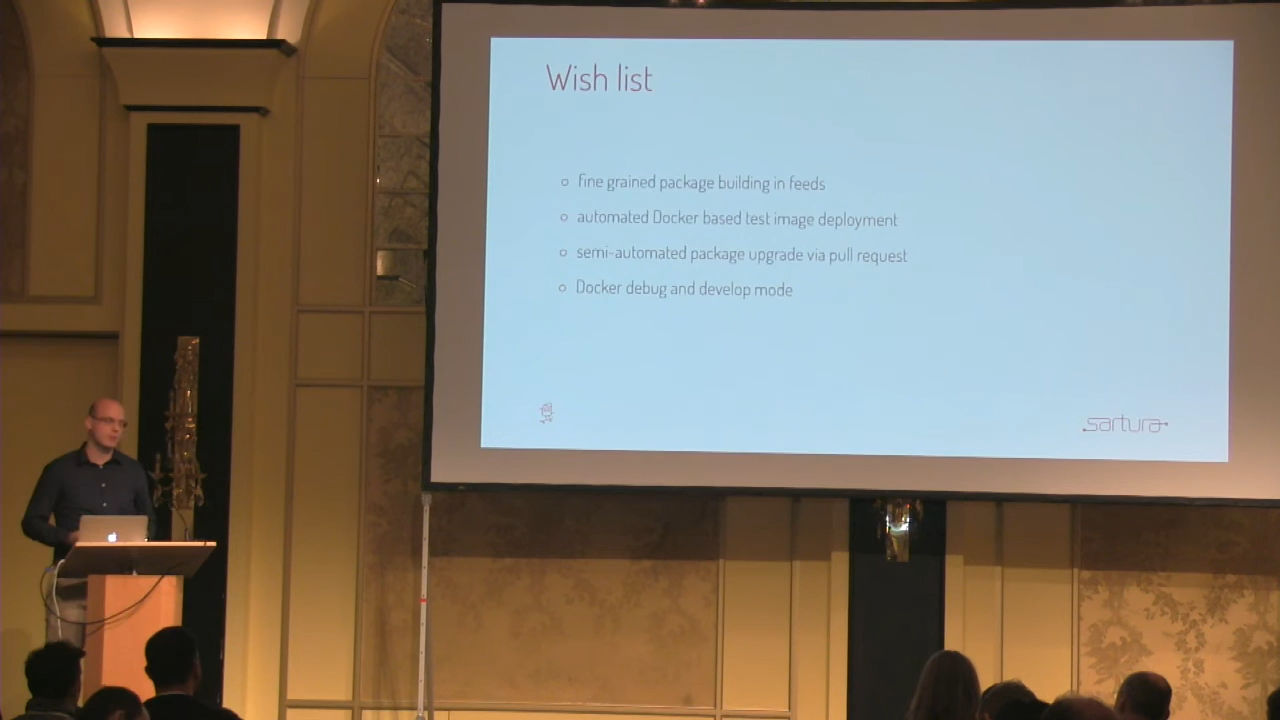 Wish list
fine grained package building in feeds
automated Docker based test image deployment
semi-automated package upgrade via pull request
Docker debug and develop mode
sartura